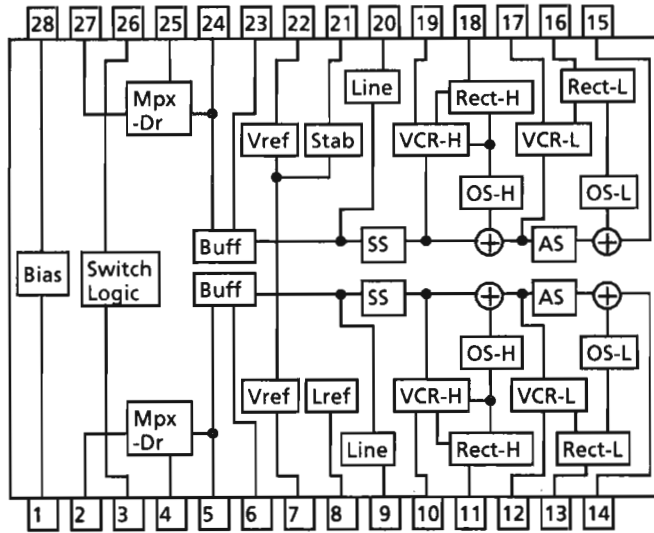 28 27 26 25 24 23 22 21 20 19 18 17 16 15
Mpx
-Dr
Line
Rect-H
Rect-L
Vref
Stab
VCR-H
VCR-L
OS-H
OS-L
Buff
SS
+
AS
+
Bias
Switch
Logic
Buff
SS
+
AS
+
OS-H
OS-L
Vref
Lref
VCR-H
VCR-L
Mpx
-Dr
Line
Rect-H
Rect-L
1 2 3 4 5 6 7 8 9 10 11 12 13 14